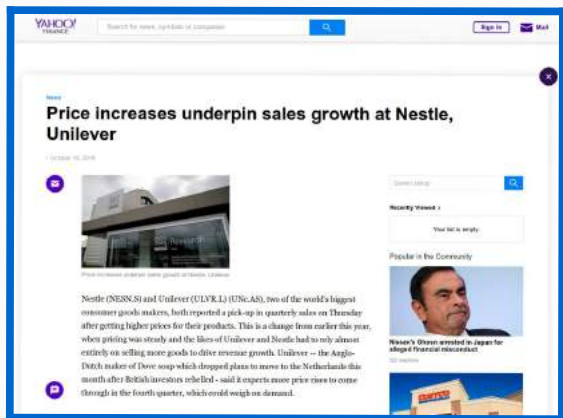 YAHOO!
FINANCE
Search for news, symbols or companies
Sign in
Mail
News
Price increases underpin sales growth at Nestle,
Unilever
October 18, 2018
Research
Price increases underpin sales growth at Nestle, Unilever
Nestle (NESN.S) and Unilever (ULVR.L) (UNc.AS), two of the world's biggest
consumer goods makers, both reported a pick-up in quarterly sales on Thursday
after getting higher prices for their products. This is a change from earlier this year,
when pricing was steady and the likes of Unilever and Nestle had to rely almost
entirely on selling more goods to drive revenue growth. Unilever -- the Anglo-
Dutch maker of Dove soap which dropped plans to move to the Netherlands this
month after British investors rebelled - said it expects more price rises to come
through in the fourth quarter, which could weigh on demand.
Quote Lookup
Recently Viewed >
Your list is empty.
Popular in the Community
Nissan's Ghosn arrested in Japan for
alleged financial misconduct
reactions
COSTCO